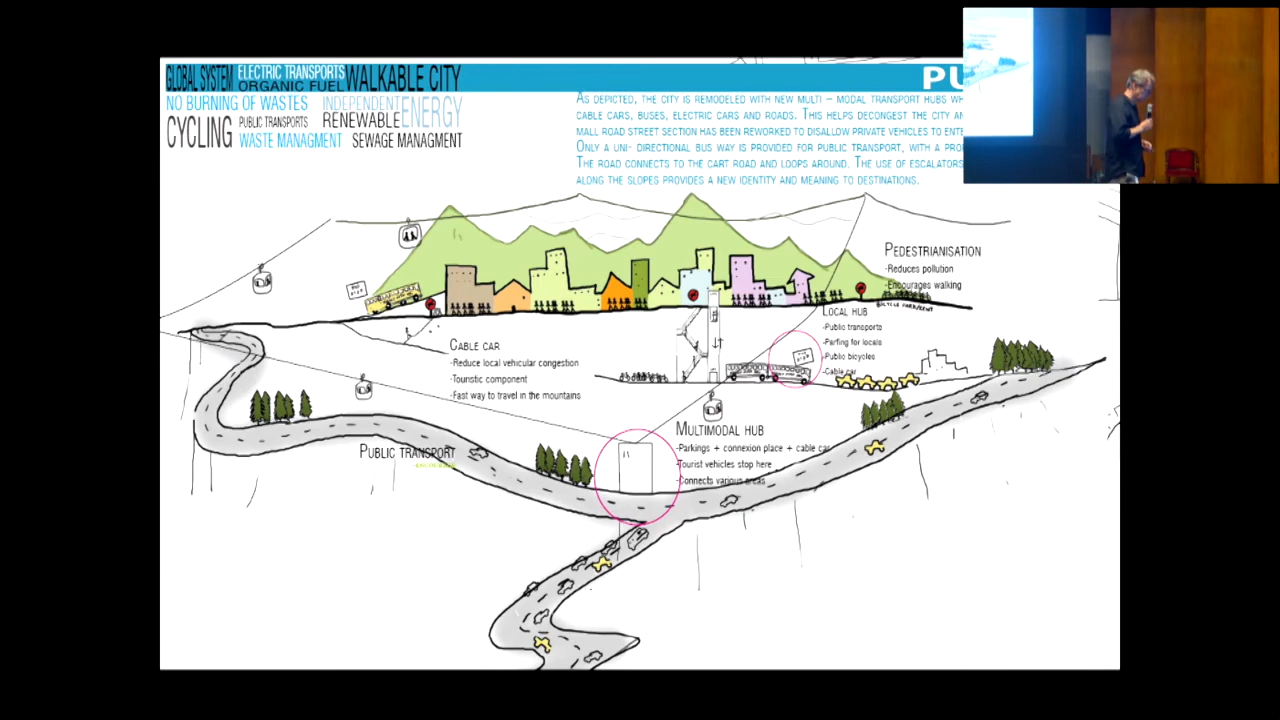 GLOBAL SYSTEM ELECTRIC TRANSPORTS WALKABLE CITY
ORGANIC FUEL
NO BURNING OF WASTES INDEPENDENT ENERGY
CYCLING PUBLIC TRANSPORTS RENEWABLE
WASTE MANAGMENT SEWAGE MANAGMENT
AS DEPICTED, THE CITY IS REMODELED WITH NEW MULTI – MODAL TRANSPORT HUBS
CABLE CARS, BUSES, ELECTRIC CARS AND ROADS. THIS HELPS DECONGEST THE CITY
MALL ROAD STREET SECTION HAS BEEN REWORKED TO DISALLOW PRIVATE VEHICLES TO
ONLY A UNI- DIRECTIONAL BUS WAY IS PROVIDED FOR PUBLIC TRANSPORT, WITH A
THE ROAD CONNECTS TO THE CART ROAD AND LOOPS AROUND. THE USE OF ESCALATORS
ALONG THE SLOPES PROVIDES A NEW IDENTITY AND MEANING TO DESTINATIONS.
PEDESTRIANISATION
-Reduces pollution
-Encourages walking
LOCAL HUB
-Public transports
-Parfing for locals
-Public bicycles
-Cable car
CABLE CAR
-Reduce local vehicular congestion
-Touristic component
-Fast way to travel in the mountains
MULTIMODAL HUB
-Parkings + connexion place + cable car
-Tourist vehicles stop here
-Connects various areas
PUBLIC TRANSPORT